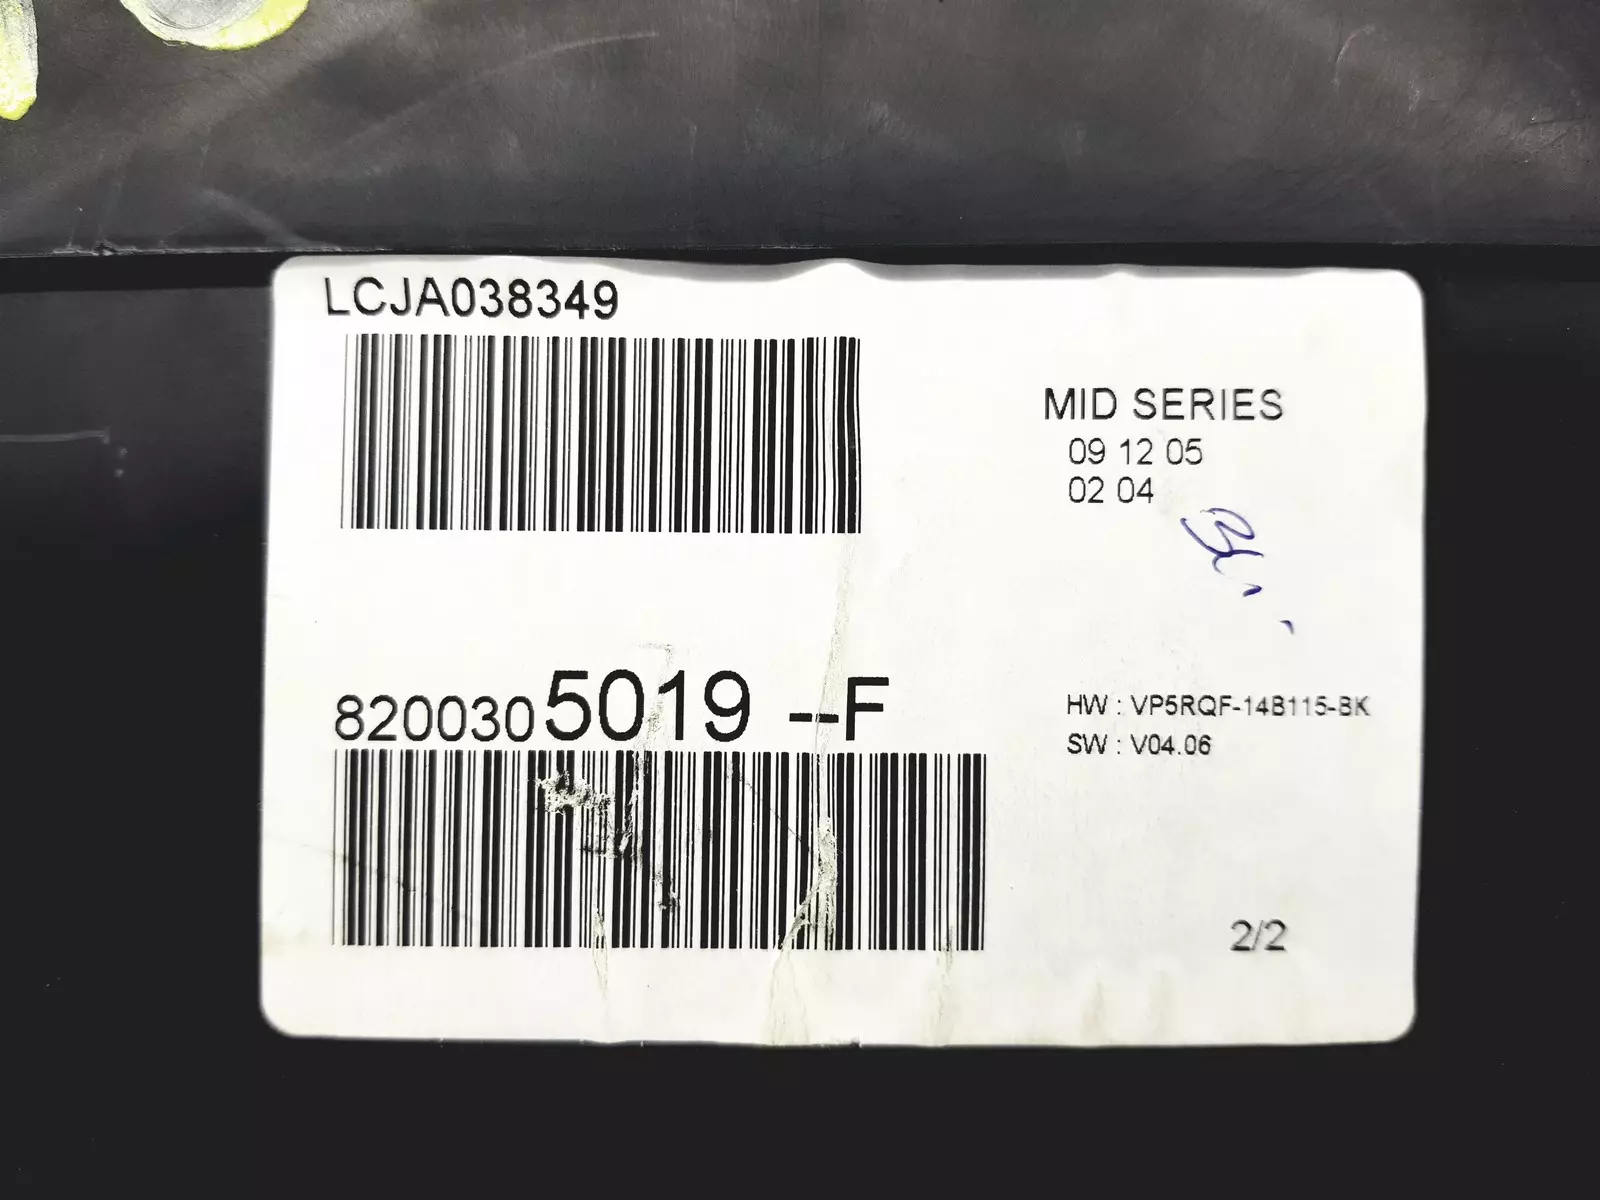 LCJA038349
MID SERIES
09 12 05
02 04
8200305019 --F
HW : VP5RQF-14B115-BK
SW : V04.06
2/2